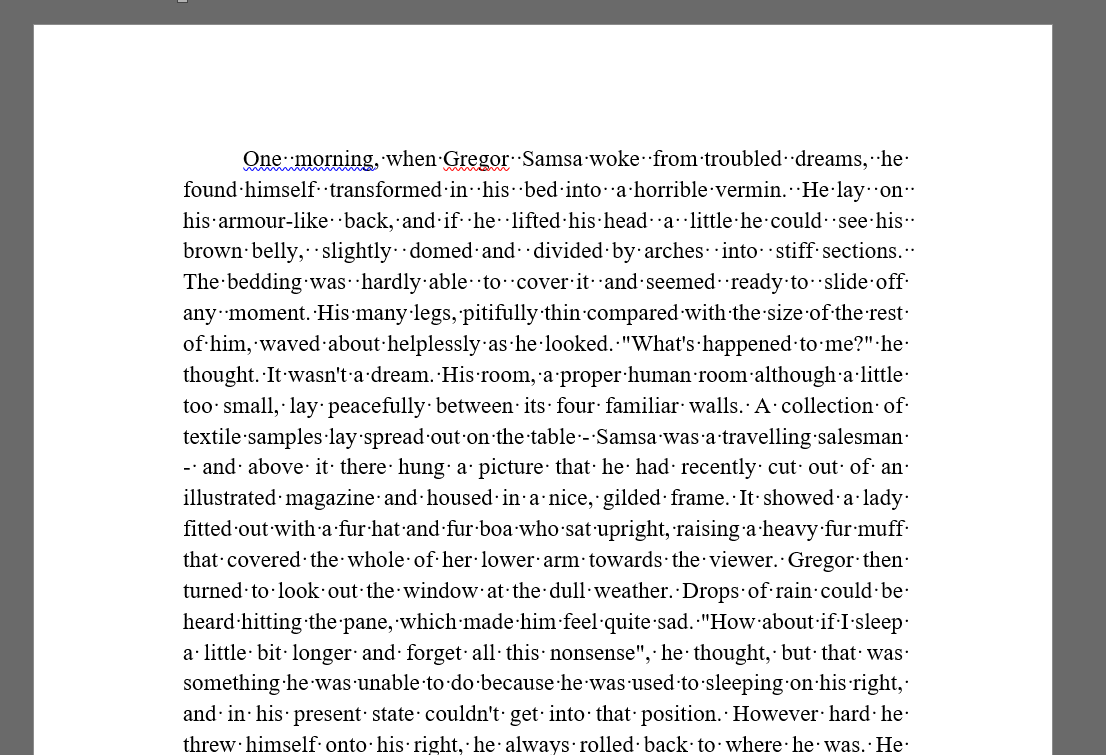 One  morning, when Gregor  Samsa woke  from troubled  dreams,  he
found himself  transformed in  his  bed into  a horrible vermin.  He lay  on
his armour-like  back, and if  he  lifted his head  a  little he could  see his
brown belly,  slightly  domed and  divided by arches  into  stiff sections.
The bedding was  hardly able  to  cover it  and seemed  ready to  slide off
any  moment. His many legs, pitifully thin compared with the size of the rest
of him, waved about helplessly as he looked. "What's happened to me?" he
thought. It wasn't a dream. His room, a proper human room although a little
too small, lay peacefully between its four familiar walls. A collection of
textile samples lay spread out on the table - Samsa was a travelling salesman
- and above it there hung a picture that he had recently cut out of an
illustrated magazine and housed in a nice, gilded frame. It showed a lady
fitted out with a fur hat and fur boa who sat upright, raising a heavy fur muff
that covered the whole of her lower arm towards the viewer. Gregor then
turned to look out the window at the dull weather. Drops of rain could be
heard hitting the pane, which made him feel quite sad. "How about if I sleep
a little bit longer and forget all this nonsense", he thought, but that was
something he was unable to do because he was used to sleeping on his right,
and in his present state couldn't get into that position. However hard he
threw himself onto his right, he always rolled back to where he was. He